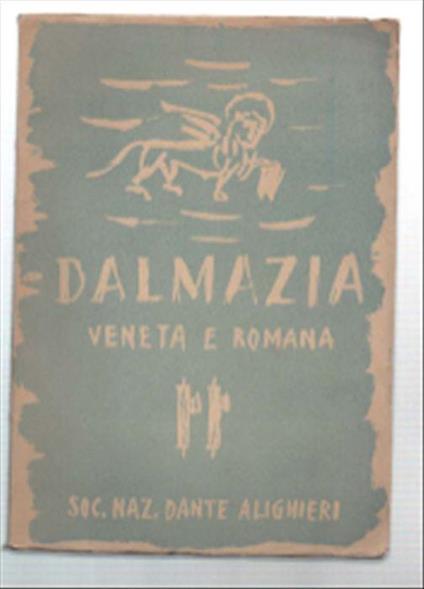 DALMAZIA
VENETA E ROMANA
SOC. NAZ. DANTE ALIGHIERI